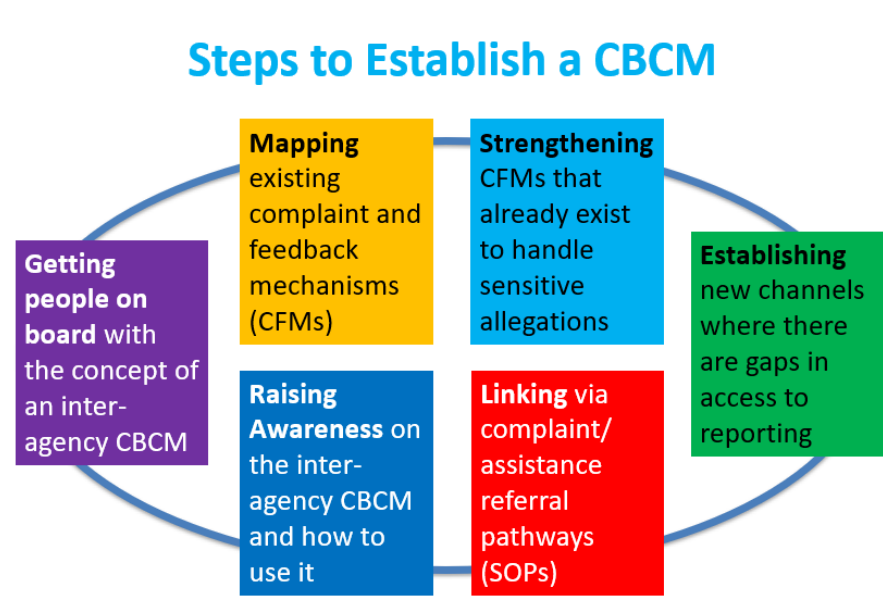 Steps to Establish a CBCM
Getting
people on
board with
the concept of
an inter-
agency CBCM
Mapping
existing
complaint and
feedback
mechanisms
(CFMs)
Strengthening
CFMs that
already exist
to handle
sensitive
allegations
Establishing
new channels
where there
are gaps in
access to
reporting
Linking via
complaint/
assistance
referral
pathways
(SOPs)
Raising
Awareness on
the inter-
agency CBCM
and how to
use it